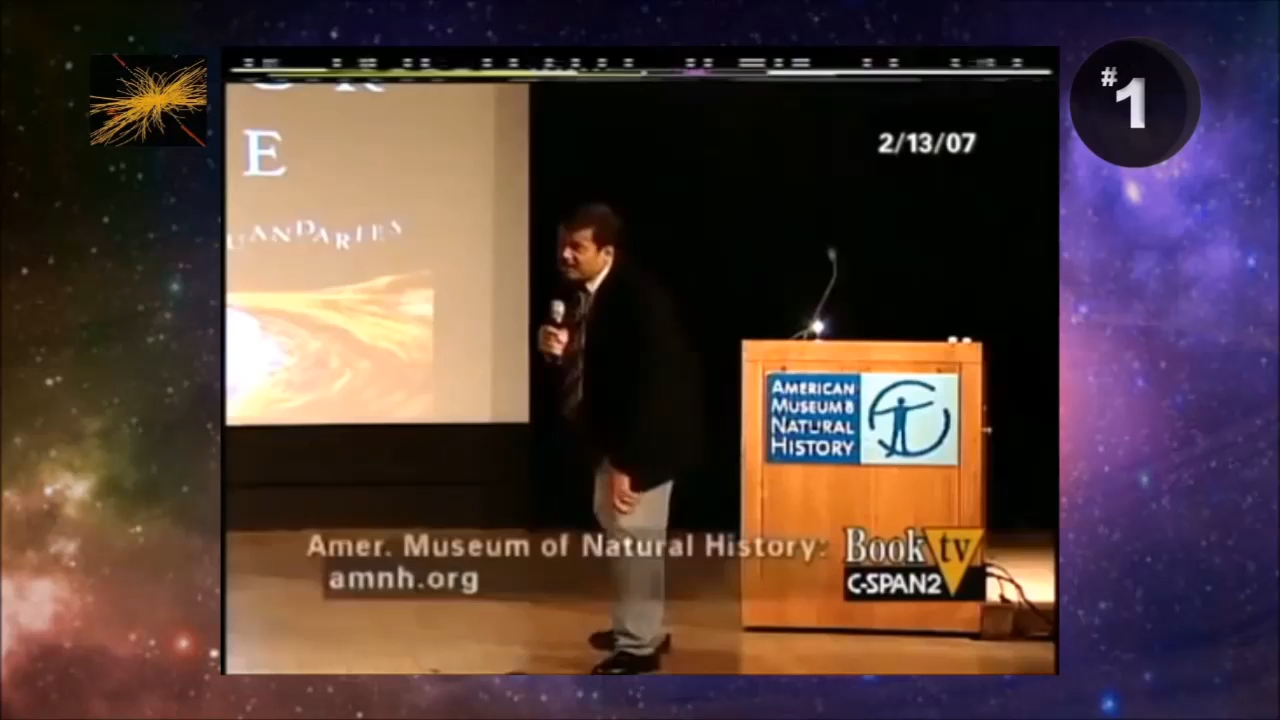 #1
E
UANDARIES
2/13/07
AMERICAN
MUSEUM &
NATURAL
HISTORY
Amer. Museum of Natural History:
amnh.org
Book tv
C-SPAN2